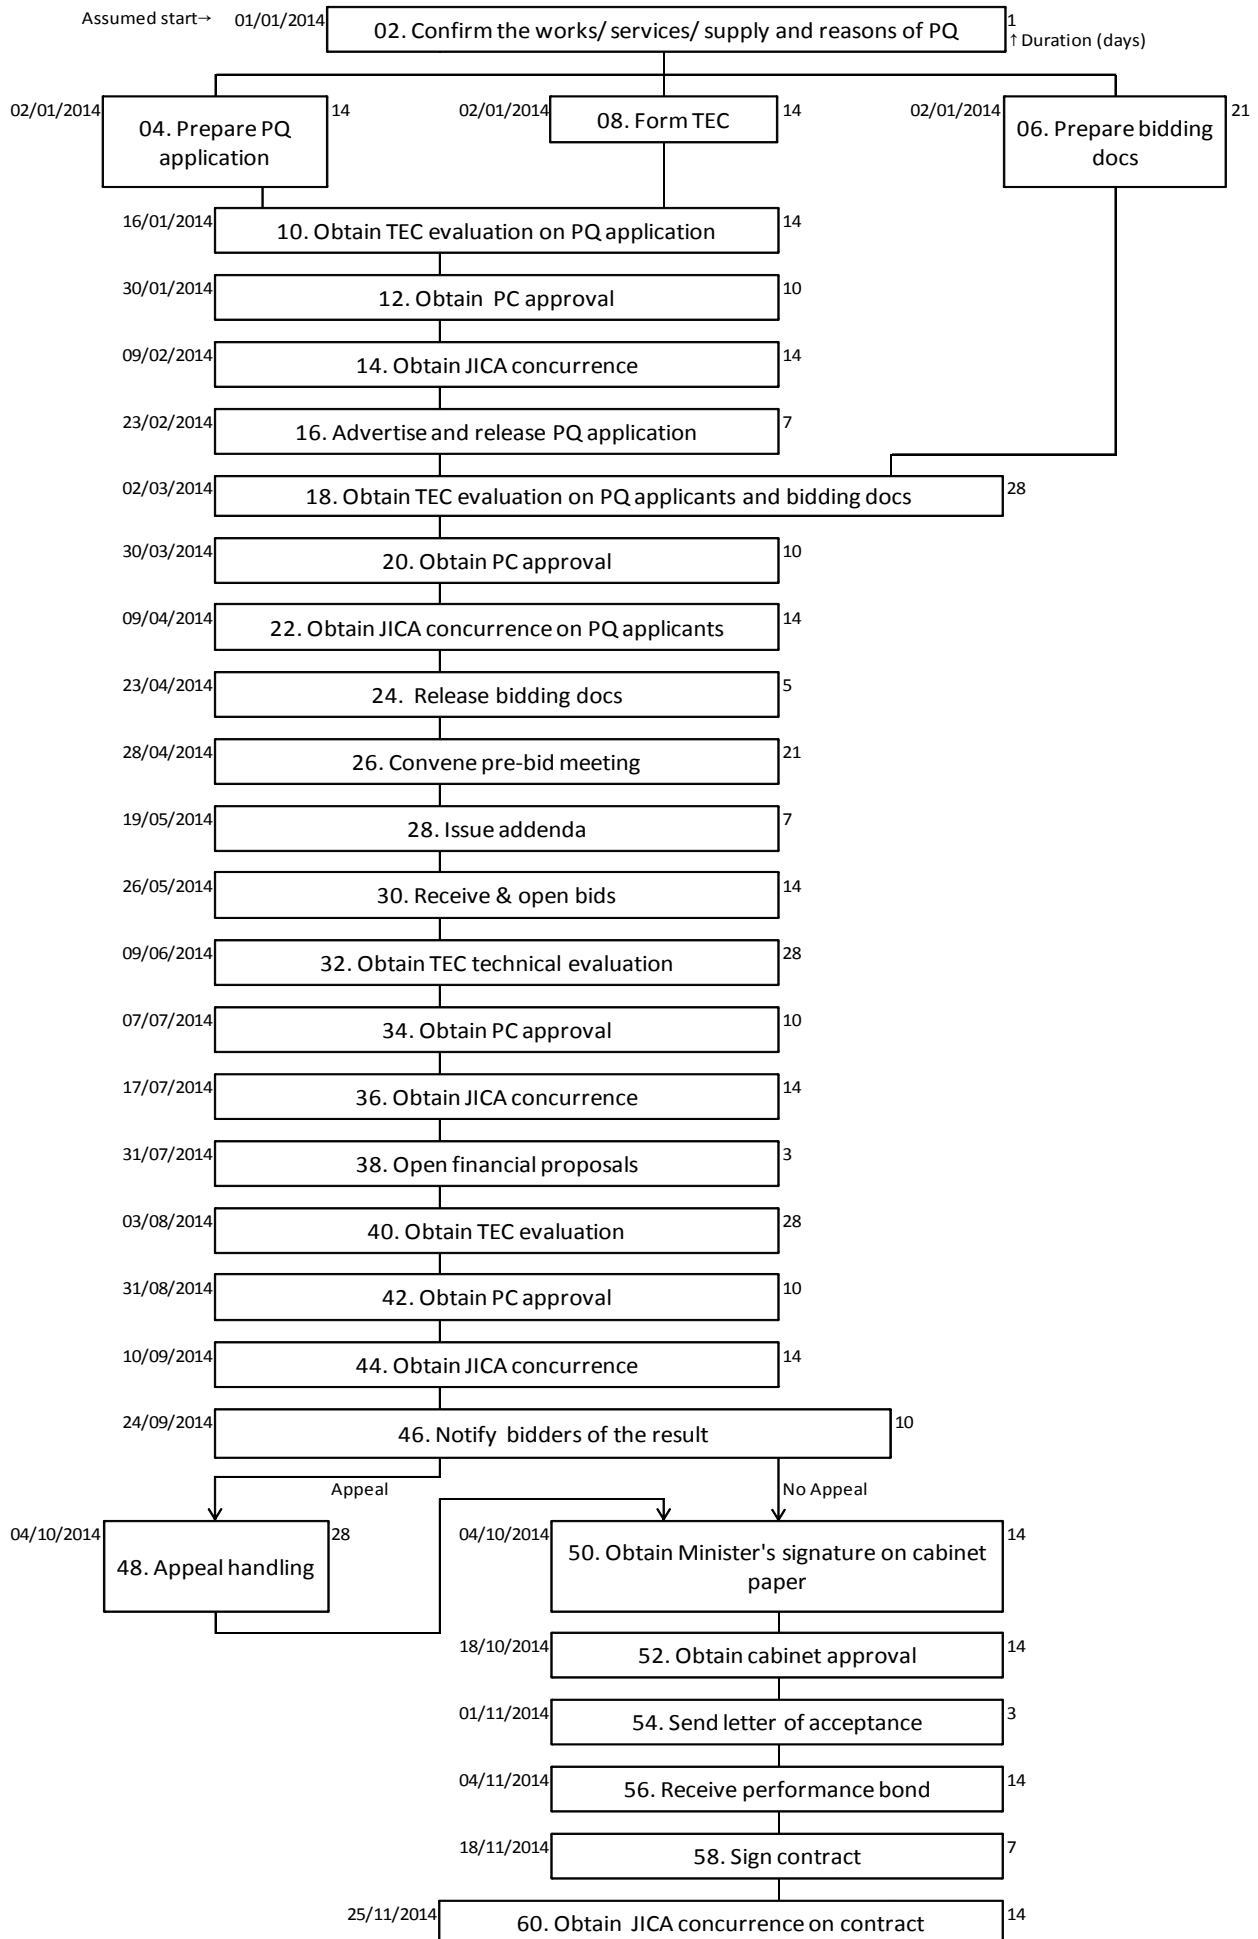 Assumed start→ 01/01/2014 02. Confirm the works/ services/ supply and reasons of PQ 1
↑Duration (days)
02/01/2014 04. Prepare PQ 14
application
02/01/2014 08. Form TEC 14
02/01/2014 06. Prepare bidding 21
docs
16/01/2014 10. Obtain TEC evaluation on PQ application 14
30/01/2014 12. Obtain PC approval 10
09/02/2014 14. Obtain JICA concurrence 14
23/02/2014 16. Advertise and release PQ application 7
02/03/2014 18. Obtain TEC evaluation on PQ applicants and bidding docs 28
30/03/2014 20. Obtain PC approval 10
09/04/2014 22. Obtain JICA concurrence on PQ applicants 14
23/04/2014 24. Release bidding docs 5
28/04/2014 26. Convene pre-bid meeting 21
19/05/2014 28. Issue addenda 7
26/05/2014 30. Receive & open bids 14
09/06/2014 32. Obtain TEC technical evaluation 28
07/07/2014 34. Obtain PC approval 10
17/07/2014 36. Obtain JICA concurrence 14
31/07/2014 38. Open financial proposals 3
03/08/2014 40. Obtain TEC evaluation 28
31/08/2014 42. Obtain PC approval 10
10/09/2014 44. Obtain JICA concurrence 14
24/09/2014 46. Notify bidders of the result 10
Appeal
No Appeal
04/10/2014 48. Appeal handling 28
04/10/2014 50. Obtain Minister's signature on cabinet 14
paper
18/10/2014 52. Obtain cabinet approval 14
01/11/2014 54. Send letter of acceptance 3
04/11/2014 56. Receive performance bond 14
18/11/2014 58. Sign contract 7
25/11/2014 60. Obtain JICA concurrence on contract 14